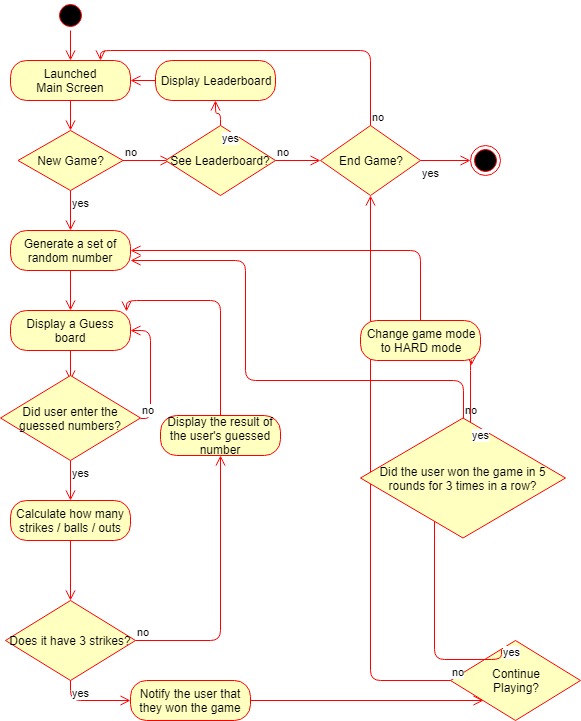 Launched
Main Screen
Display Leaderboard
no
yes
New Game?
no
See Leaderboard?
no
End Game?
yes
yes
Generate a set of
random number
Display a Guess
board
Change game mode
to HARD mode
Did user enter the
guessed numbers?
no
Display the result of
the user's guessed
number
no
yes
yes
Did the user won the game in 5
rounds for 3 times in a row?
Calculate how many
strikes / balls / outs
Does it have 3 strikes?
no
yes
Notify the user that
they won the game
yes
no
Continue
Playing?